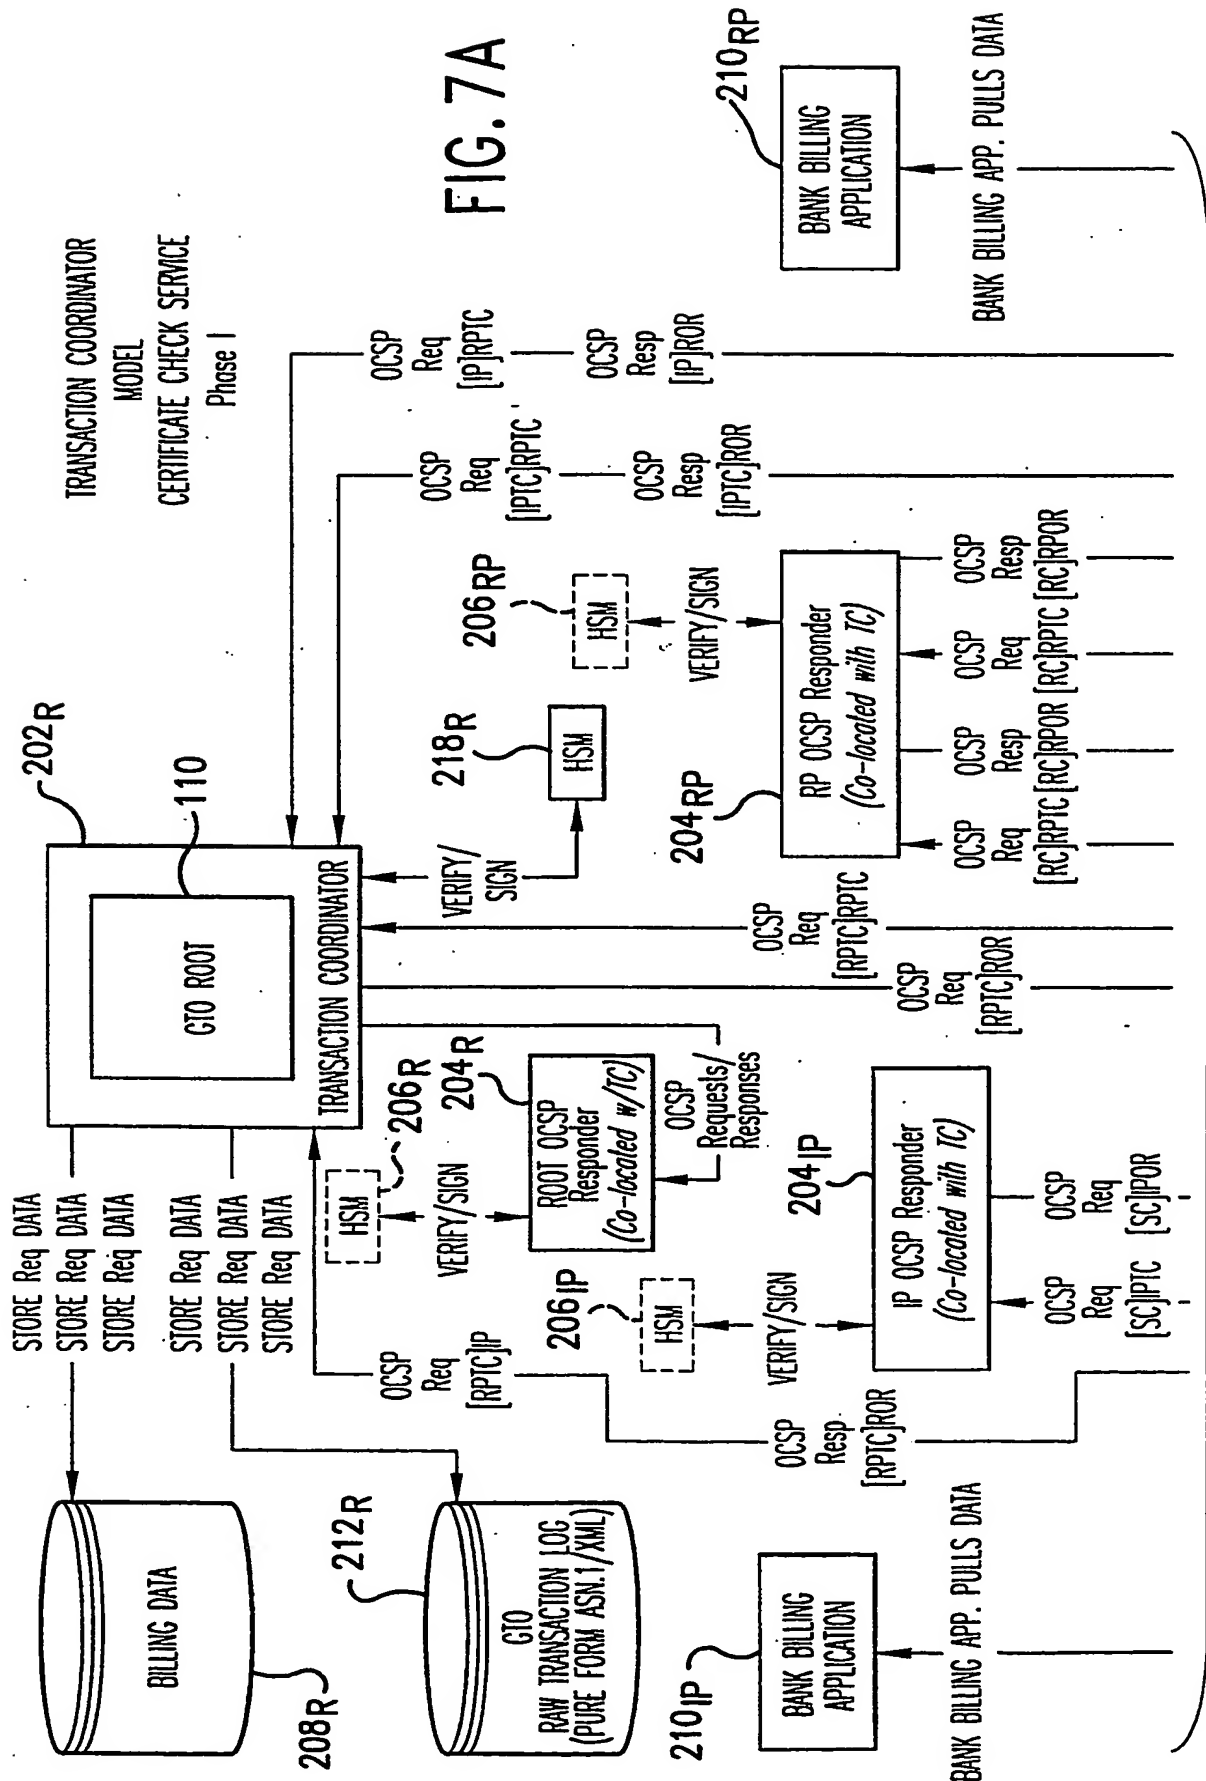 TRANSACTION COORDINATOR
MODEL
CERTIFICATE CHECK SERVICE
Phase I
FIG. 7A
202R
110
GTO ROOT
TRANSACTION COORDINATOR
STORE Req DATA
STORE Req DATA
STORE Req DATA
STORE Req DATA
STORE Req DATA
STORE Req DATA
BILLING DATA
208R
212R
GTO
RAW TRANSACTION LOG
(PURE FORM ASN.1/XML)
HSM
206R
VERIFY/SIGN
204R
ROOT OCSP
Responder
(Co-located w/TC)
OCSP
Requests/
Responses
VERIFY/
SIGN
218R
HSM
206RP
HSM
VERIFY/SIGN
204RP
RP OCSP Responder
(Co-located with TC)
OCSP
Req
[RC]RPTC
OCSP
Resp
[RC]RPOR
OCSP
Req
[RC]RPTC
OCSP
Resp
[RC]RPOR
OCSP
Req
[IPTC]RPTC
OCSP
Resp
[IPTC]ROR
OCSP
Req
[IP]RPTC
OCSP
Resp
[IP]ROR
OCSP
Req
[RPTC]RPTC
OCSP
Req
[RPTC]ROR
OCSP
Req
[RPTC]IP
OCSP
Resp
[RPTC]ROR
206IP
HSM
VERIFY/SIGN
204IP
IP OCSP Responder
(Co-located with TC)
OCSP
Req
[SC]IPTC
OCSP
Req
[SC]IPOR
210IP
BANK BILLING
APPLICATION
BANK BILLING APP. PULLS DATA
210RP
BANK BILLING
APPLICATION
BANK BILLING APP. PULLS DATA